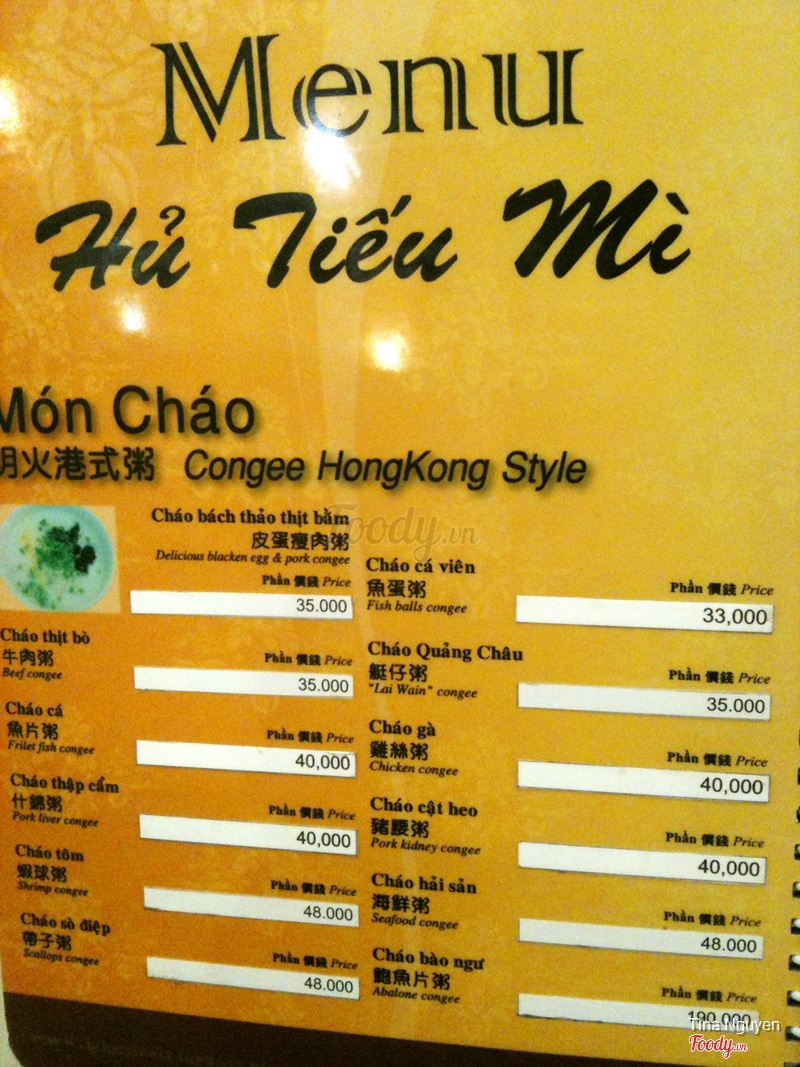 Menu
Hủ Tiếu Mì
Món Cháo
明火港式粥 Congee HongKong Style
Cháo bách thảo thịt bằm
皮蛋瘦肉粥
Delicious blacken egg & pork congee
Phần 價錢 Price
35.000
Cháo thịt bò
牛肉粥
Beef congee
Phần 價錢 Price
35.000
Cháo cá
魚片粥
Frilet fish congee
Phần 價錢 Price
40,000
Cháo thập cẩm
什錦粥
Pork liver congee
Phần 價錢 Price
40,000
Cháo tôm
蝦球粥
Shrimp congee
Phần 價錢 Price
48.000
Cháo sò điệp
帶子粥
Scallops congee
Phần 價錢 Price
48.000
Cháo cá viên
魚蛋粥
Fish balls congee
Phần 價錢 Price
33,000
Cháo Quảng Châu
艇仔粥
"Lai Wain" congee
Phần 價錢 Price
35.000
Cháo gà
雞絲粥
Chicken congee
Phần 價錢 Price
40,000
Cháo cật heo
豬腰粥
Pork kidney congee
Phần 價錢 Price
40,000
Cháo hải sản
海鮮粥
Seafood congee
Phần 價錢 Price
48.000
Cháo bào ngư
鮑魚片粥
Abalone congee
Phần 價錢 Price
190,000
Foody.vn
Tina Nguyen
Foody.vn